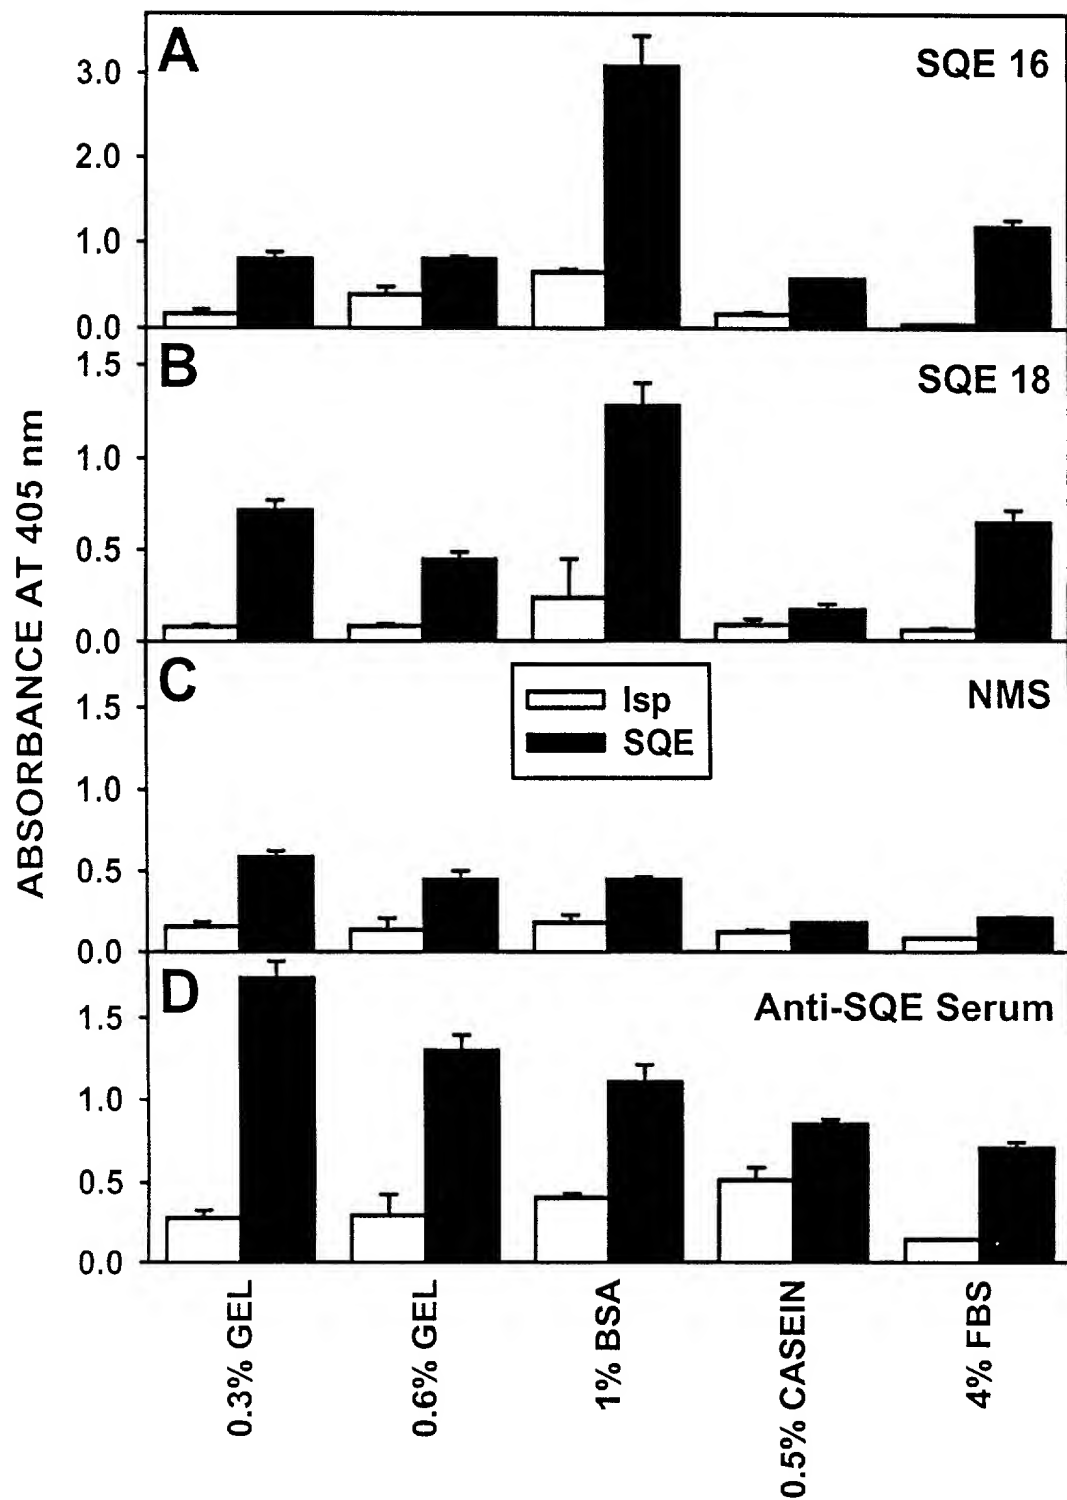 A
SQE 16
3.0
2.0
1.0
0.0
B
SQE 18
1.5
1.0
0.5
0.0
C
NMS
Isp
SQE
1.5
1.0
0.5
0.0
D
Anti-SQE Serum
1.5
1.0
0.5
0.0
ABSORBANCE AT 405 nm
0.3% GEL
0.6% GEL
1% BSA
0.5% CASEIN
4% FBS